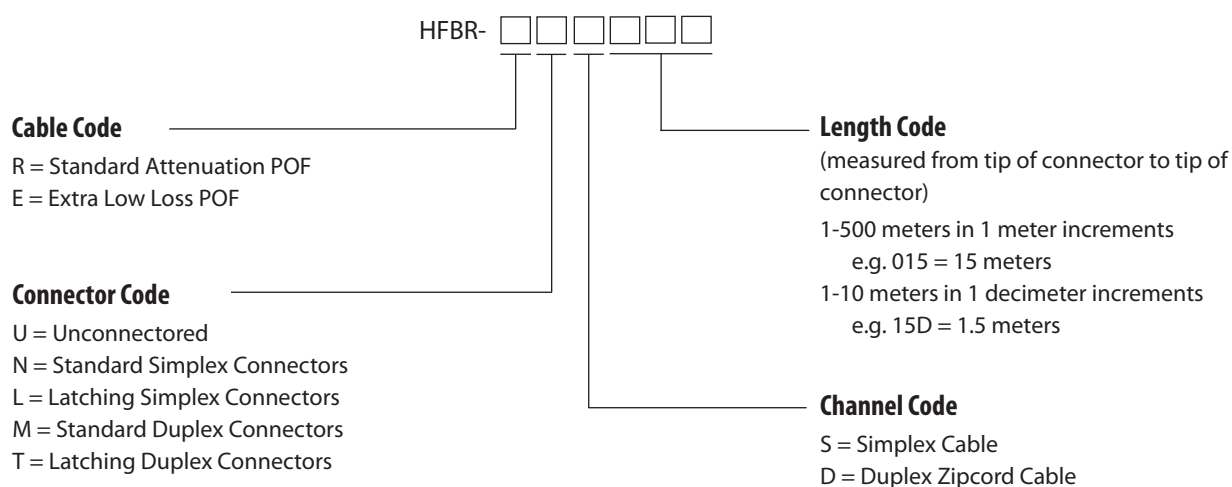 HFBR-
Cable Code
R = Standard Attenuation POF
E = Extra Low Loss POF
Connector Code
U = Unconnectored
N = Standard Simplex Connectors
L = Latching Simplex Connectors
M = Standard Duplex Connectors
T = Latching Duplex Connectors
Length Code
(measured from tip of connector to tip of
connector)
1-500 meters in 1 meter increments
e.g. 015 = 15 meters
1-10 meters in 1 decimeter increments
e.g. 15D = 1.5 meters
Channel Code
S = Simplex Cable
D = Duplex Zipcord Cable